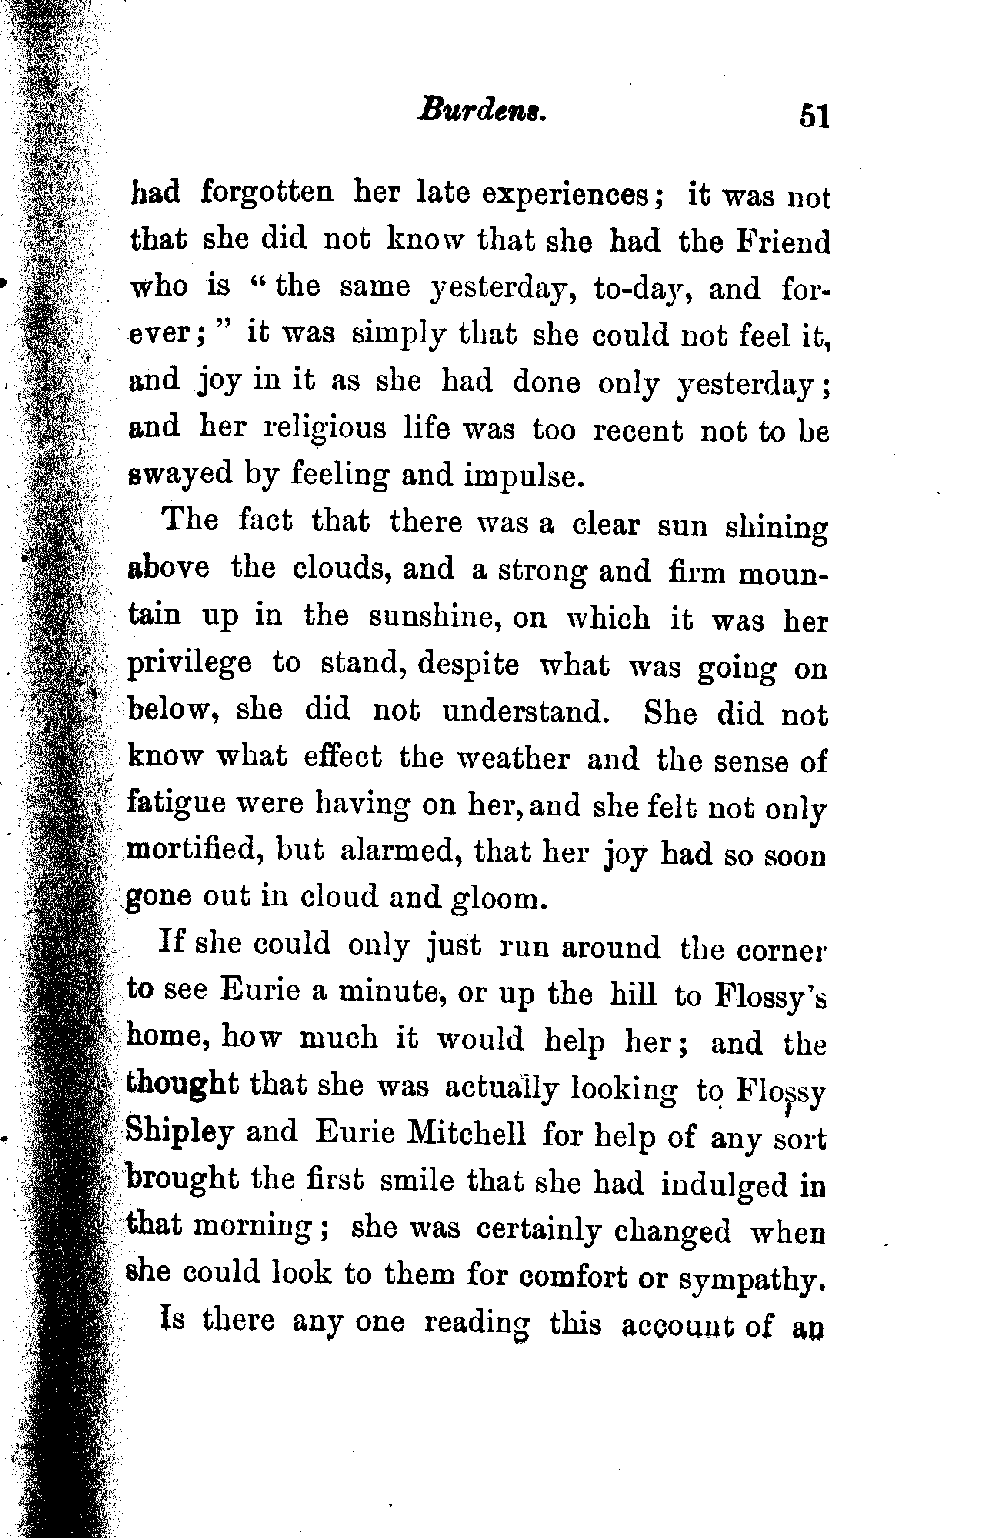 Burdens. 51
had forgotten her late experiences; it was not
that she did not know that she had the Friend
who is "the same yesterday, to-day, and for-
ever;" it was simply that she could not feel it,
and joy in it as she had done only yesterday;
and her religious life was too recent not to be
swayed by feeling and impulse.
The fact that there was a clear sun shining
above the clouds, and a strong and firm moun-
tain up in the sunshine, on which it was her
privilege to stand, despite what was going on
below, she did not understand. She did not
know what effect the weather and the sense of
fatigue were having on her, and she felt not only
mortified, but alarmed, that her joy had so soon
gone out in cloud and gloom.
If she could only just run around the corner
to see Eurie a minute, or up the hill to Flossy's
home, how much it would help her; and the
thought that she was actually looking to Flossy
Shipley and Eurie Mitchell for help of any sort
brought the first smile that she had indulged in
that morning; she was certainly changed when
she could look to them for comfort or sympathy.
Is there any one reading this account of an